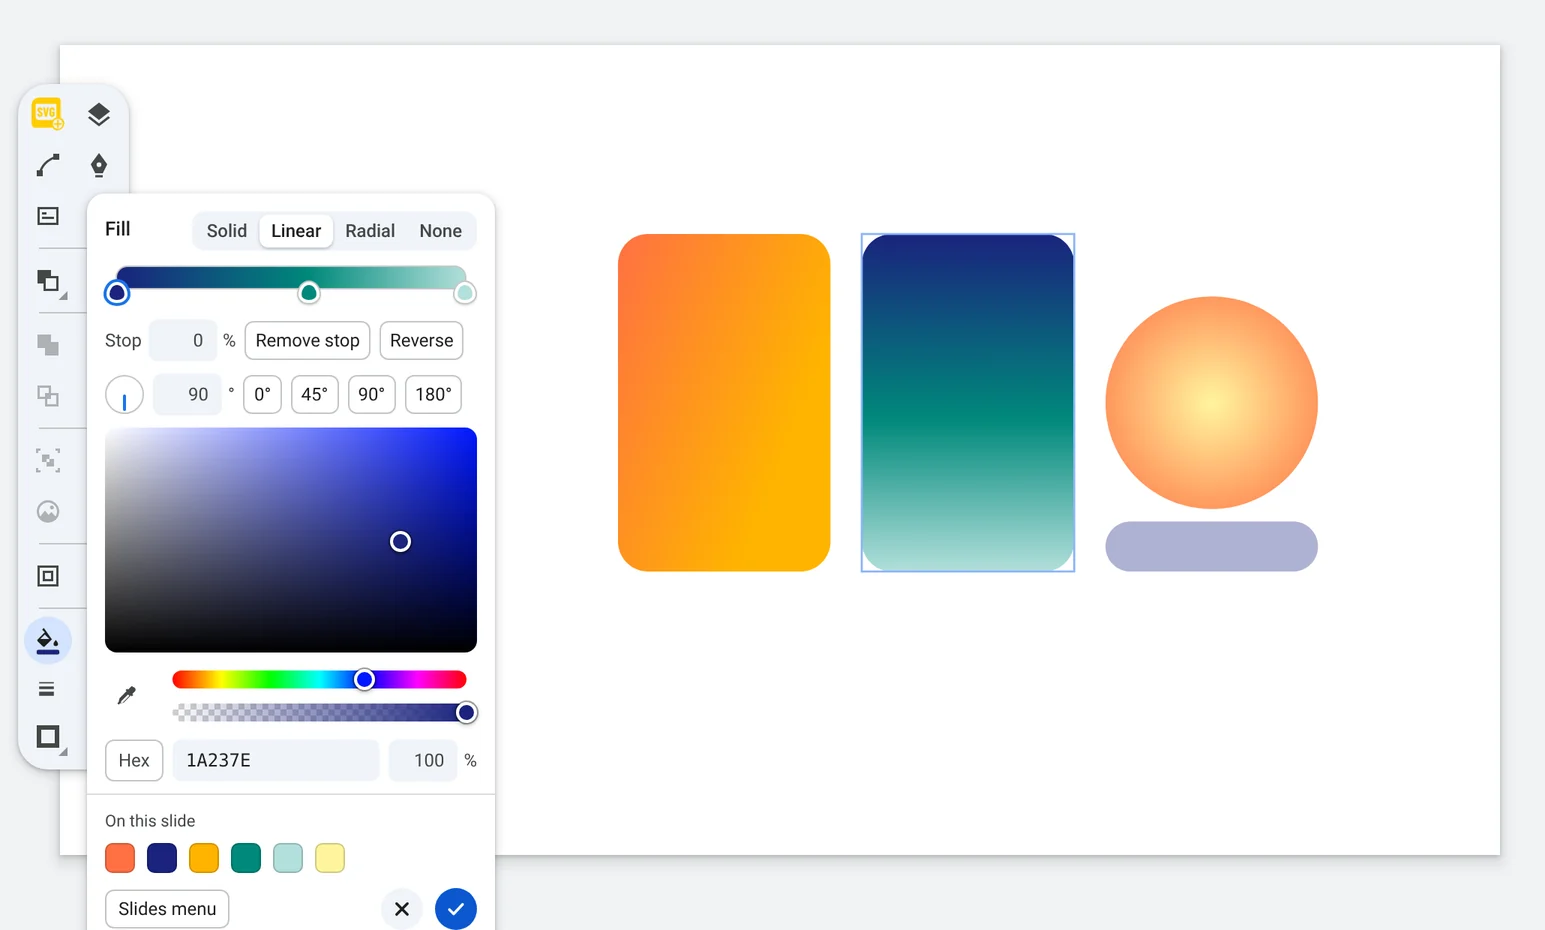 SVG
Fill
Solid Linear Radial None
Stop 0 % Remove stop Reverse
90 ° 0° 45° 90° 180°
Hex 1A237E 100 %
On this slide
Slides menu